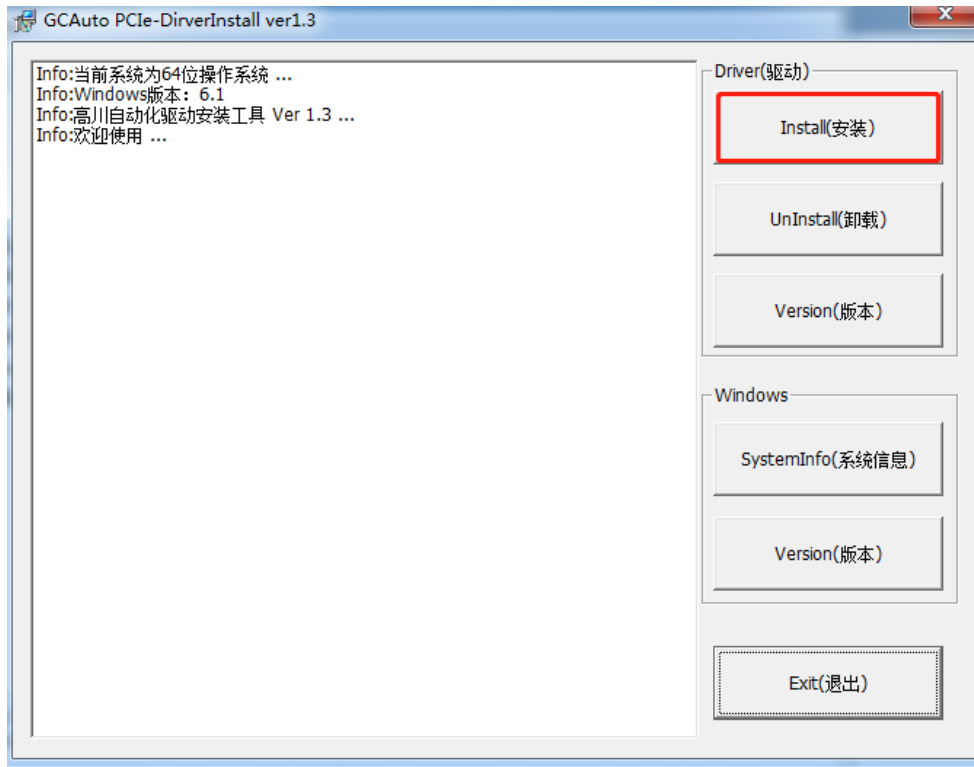 GCAuto PCIe-DirverInstall ver1.3
Info:当前系统为64位操作系统 ...
Info:Windows版本：6.1
Info:高川自动化驱动安装工具 Ver 1.3 ...
Info:欢迎使用 ...
Driver(驱动)
Install(安装)
UnInstall(卸载)
Version(版本)
Windows
SystemInfo(系统信息)
Version(版本)
Exit(退出)